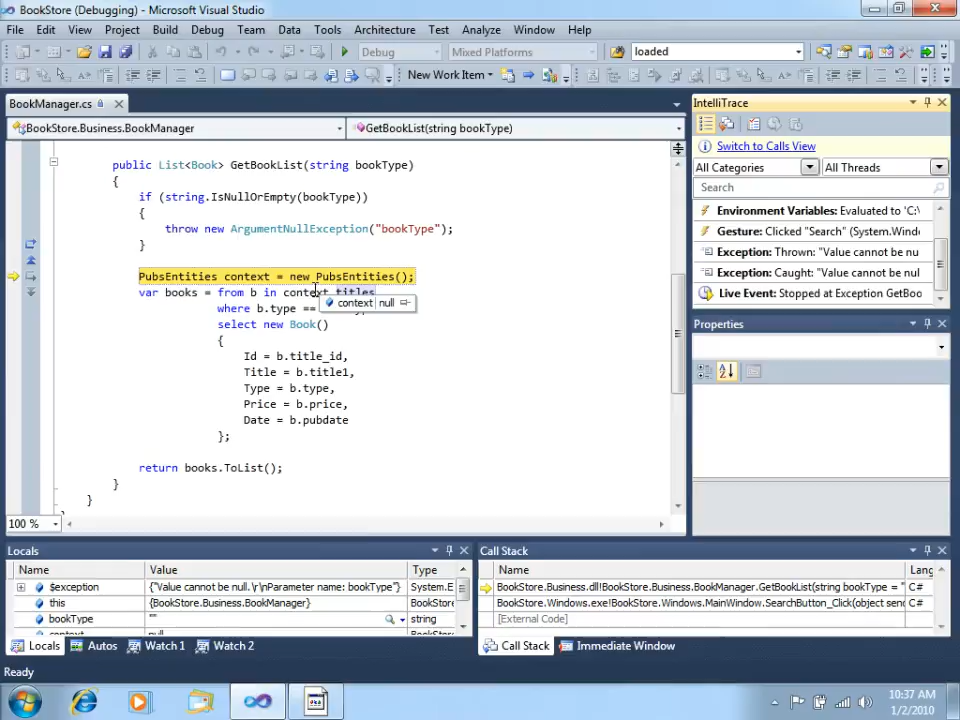 BookStore (Debugging) - Microsoft Visual Studio
File Edit View Project Build Debug Team Data Tools Architecture Test Analyze Window Help
Debug Mixed Platforms loaded
New Work Item
BookManager.cs
BookStore.Business.BookManager GetBookList(string bookType)
public List<Book> GetBookList(string bookType)
{
if (string.IsNullOrEmpty(bookType))
{
throw new ArgumentNullException("bookType");
}
PubsEntities context = new PubsEntities();
var books = from b in context.titles
where b.type ==
context null
select new Book()
{
Id = b.title_id,
Title = b.title1,
Type = b.type,
Price = b.price,
Date = b.pubdate
};
return books.ToList();
}
}
100 %
IntelliTrace
Switch to Calls View
All Categories All Threads
Search
Environment Variables: Evaluated to 'C:\
Gesture: Clicked "Search" (System.Windo
Exception: Thrown: "Value cannot be nu
Exception: Caught: "Value cannot be nul
Live Event: Stopped at Exception GetBoo
Properties
Locals
Name Value Type
$exception {"Value cannot be null.\r\nParameter name: bookType"} System.E
this {BookStore.Business.BookManager} BookStor
bookType "" string
context null BookStor
Locals Autos Watch 1 Watch 2
Call Stack
Name Lang
BookStore.Business.dll!BookStore.Business.BookManager.GetBookList(string bookType = " C#
BookStore.Windows.exe!BookStore.Windows.MainWindow.SearchButton_Click(object send C#
[External Code]
Call Stack Immediate Window
Ready
10:37 AM
1/2/2010